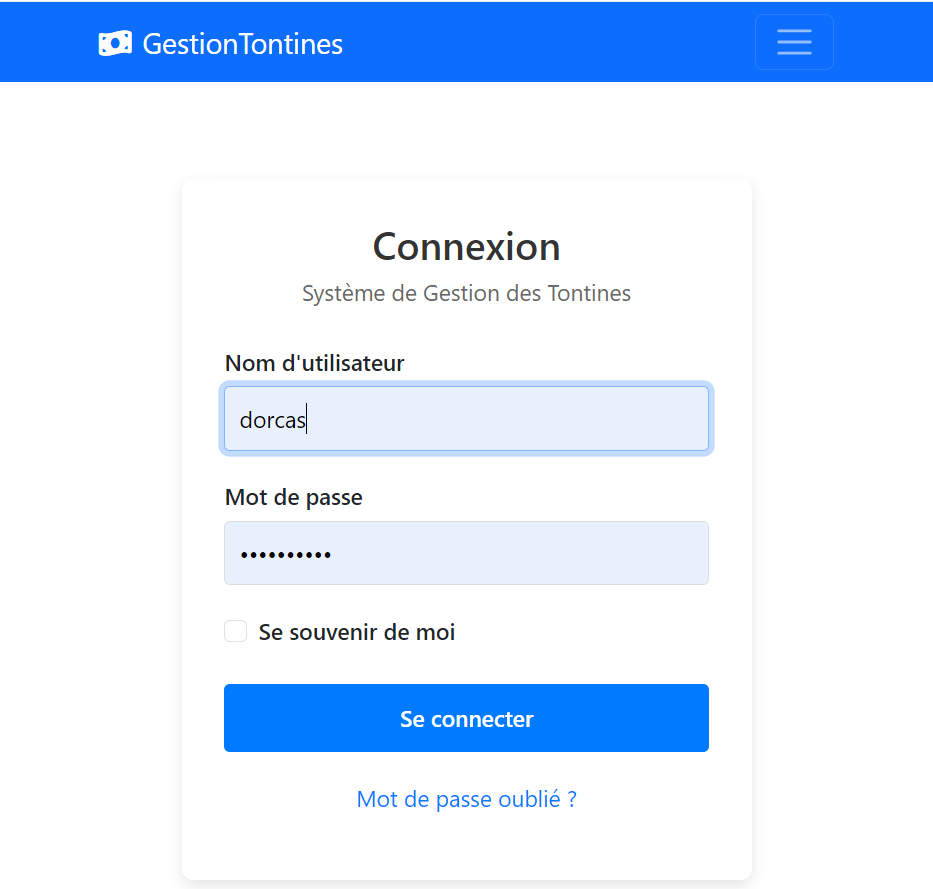 GestionTontines
Connexion
Système de Gestion des Tontines
Nom d'utilisateur
dorcas
Mot de passe
••••••••••
Se souvenir de moi
Se connecter
Mot de passe oublié ?